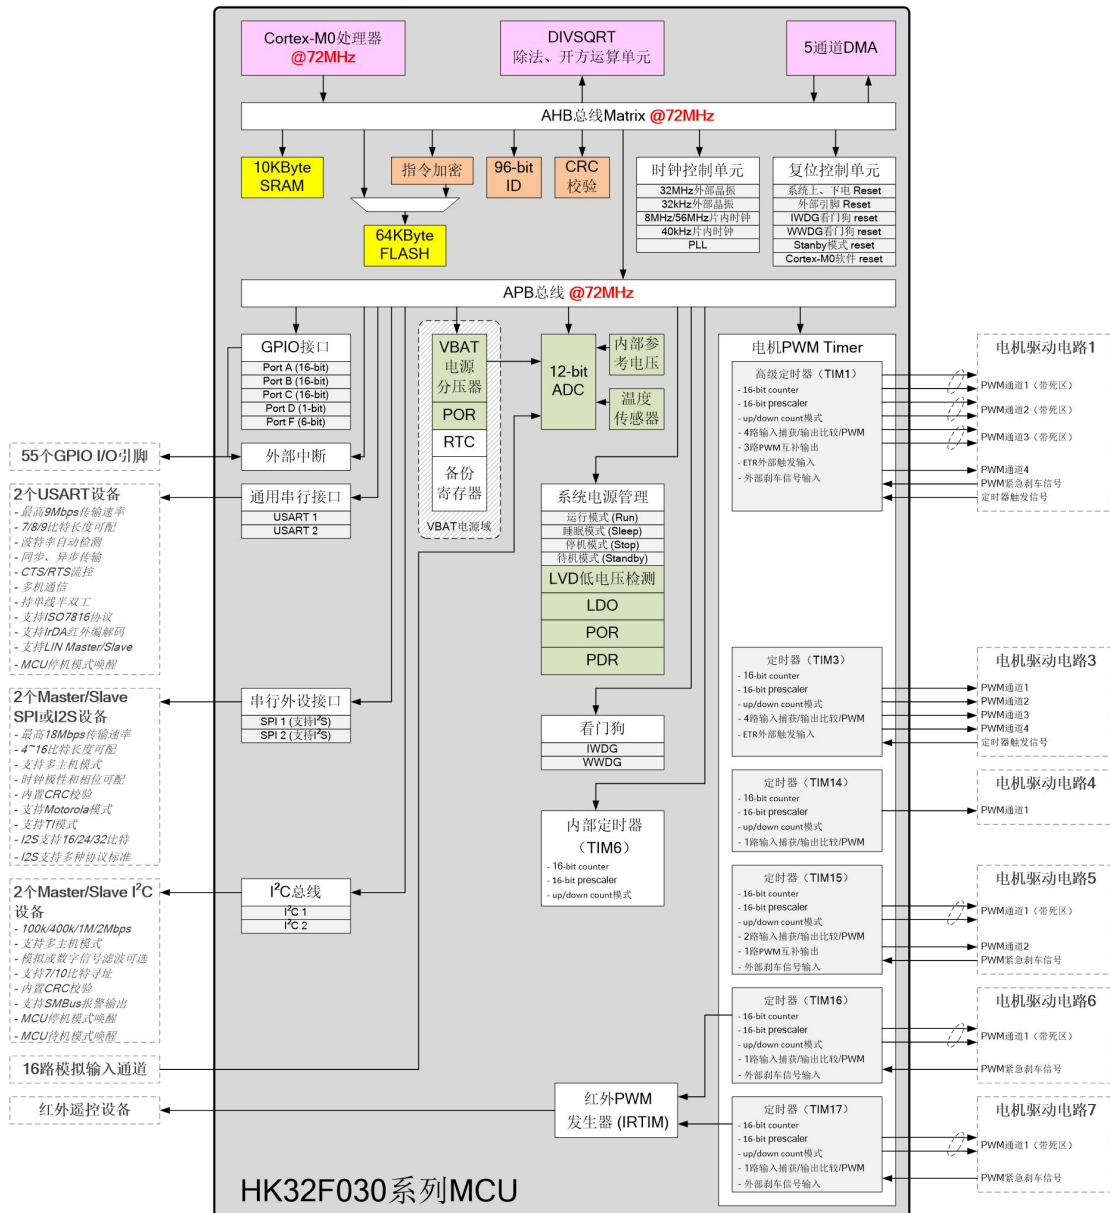 Cortex-M0处理器
@72MHz
DIVSQRT
除法、开方运算单元
5通道DMA
AHB总线Matrix @72MHz
10KByte
SRAM
指令加密
96-bit
ID
CRC
校验
64KByte
FLASH
时钟控制单元
32MHz外部晶振
32kHz外部晶振
8MHz/56MHz片内时钟
40kHz片内时钟
PLL
复位控制单元
系统上、下电 Reset
外部引脚 Reset
IWDG看门狗 reset
WWDG看门狗 reset
Stanby模式 reset
Cortex-M0软件 reset
APB总线 @72MHz
GPIO接口
Port A (16-bit)
Port B (16-bit)
Port C (16-bit)
Port D (1-bit)
Port F (6-bit)
外部中断
通用串行接口
USART 1
USART 2
VBAT
电源
分压器
POR
RTC
备份
寄存器
VBAT电源域
12-bit
ADC
内部参
考电压
温度
传感器
系统电源管理
运行模式 (Run)
睡眠模式 (Sleep)
停机模式 (Stop)
待机模式 (Standby)
LVD低电压检测
LDO
POR
PDR
串行外设接口
SPI 1 (支持I²S)
SPI 2 (支持I²S)
看门狗
IWDG
WWDG
内部定时器
（TIM6）
- 16-bit counter
- 16-bit prescaler
- up/down count模式
I²C总线
I²C 1
I²C 2
红外PWM
发生器 (IRTIM)
55个GPIO I/O引脚
2个USART设备
- 最高9Mbps传输速率
- 7/8/9比特长度可配
- 波特率自动检测
- 同步、异步传输
- CTS/RTS流控
- 多机通信
- 持单线半双工
- 支持ISO7816协议
- 支持IrDA红外编解码
- 支持LIN Master/Slave
- MCU停机模式唤醒
2个Master/Slave
SPI或I2S设备
- 最高18Mbps传输速率
- 4~16比特长度可配
- 支持多主机模式
- 时钟极性和相位可配
- 内置CRC校验
- 支持Motorola模式
- 支持TI模式
- I2S支持16/24/32比特
- I2S支持多种协议标准
2个Master/Slave I²C
设备
- 100k/400k/1M/2Mbps
- 支持多主机模式
- 模拟或数字信号滤波可选
- 支持7/10比特寻址
- 内置CRC校验
- 支持SMBus报警输出
- MCU停机模式唤醒
- MCU待机模式唤醒
16路模拟输入通道
红外遥控设备
电机PWM Timer
高级定时器（TIM1）
- 16-bit counter
- 16-bit prescaler
- up/down count模式
- 4路输入捕获/输出比较/PWM
- 3路PWM互补输出
- ETR外部触发输入
- 外部刹车信号输入
定时器（TIM3）
- 16-bit counter
- 16-bit prescaler
- up/down count模式
- 4路输入捕获/输出比较/PWM
- ETR外部触发输入
定时器（TIM14）
- 16-bit counter
- 16-bit prescaler
- up/down count模式
- 1路输入捕获/输出比较/PWM
定时器（TIM15）
- 16-bit counter
- 16-bit prescaler
- up/down count模式
- 2路输入捕获/输出比较/PWM
- 1路PWM互补输出
- 外部刹车信号输入
定时器（TIM16）
- 16-bit counter
- 16-bit prescaler
- up/down count模式
- 1路输入捕获/输出比较/PWM
- 外部刹车信号输入
定时器（TIM17）
- 16-bit counter
- 16-bit prescaler
- up/down count模式
- 1路输入捕获/输出比较/PWM
- 外部刹车信号输入
电机驱动电路1
PWM通道1（带死区）
PWM通道2（带死区）
PWM通道3（带死区）
PWM通道4
PWM紧急刹车信号
定时器触发信号
电机驱动电路3
PWM通道1
PWM通道2
PWM通道3
PWM通道4
定时器触发信号
电机驱动电路4
PWM通道1
电机驱动电路5
PWM通道1（带死区）
PWM通道2
PWM紧急刹车信号
电机驱动电路6
PWM通道1（带死区）
PWM紧急刹车信号
电机驱动电路7
PWM通道1（带死区）
PWM紧急刹车信号
HK32F030系列MCU